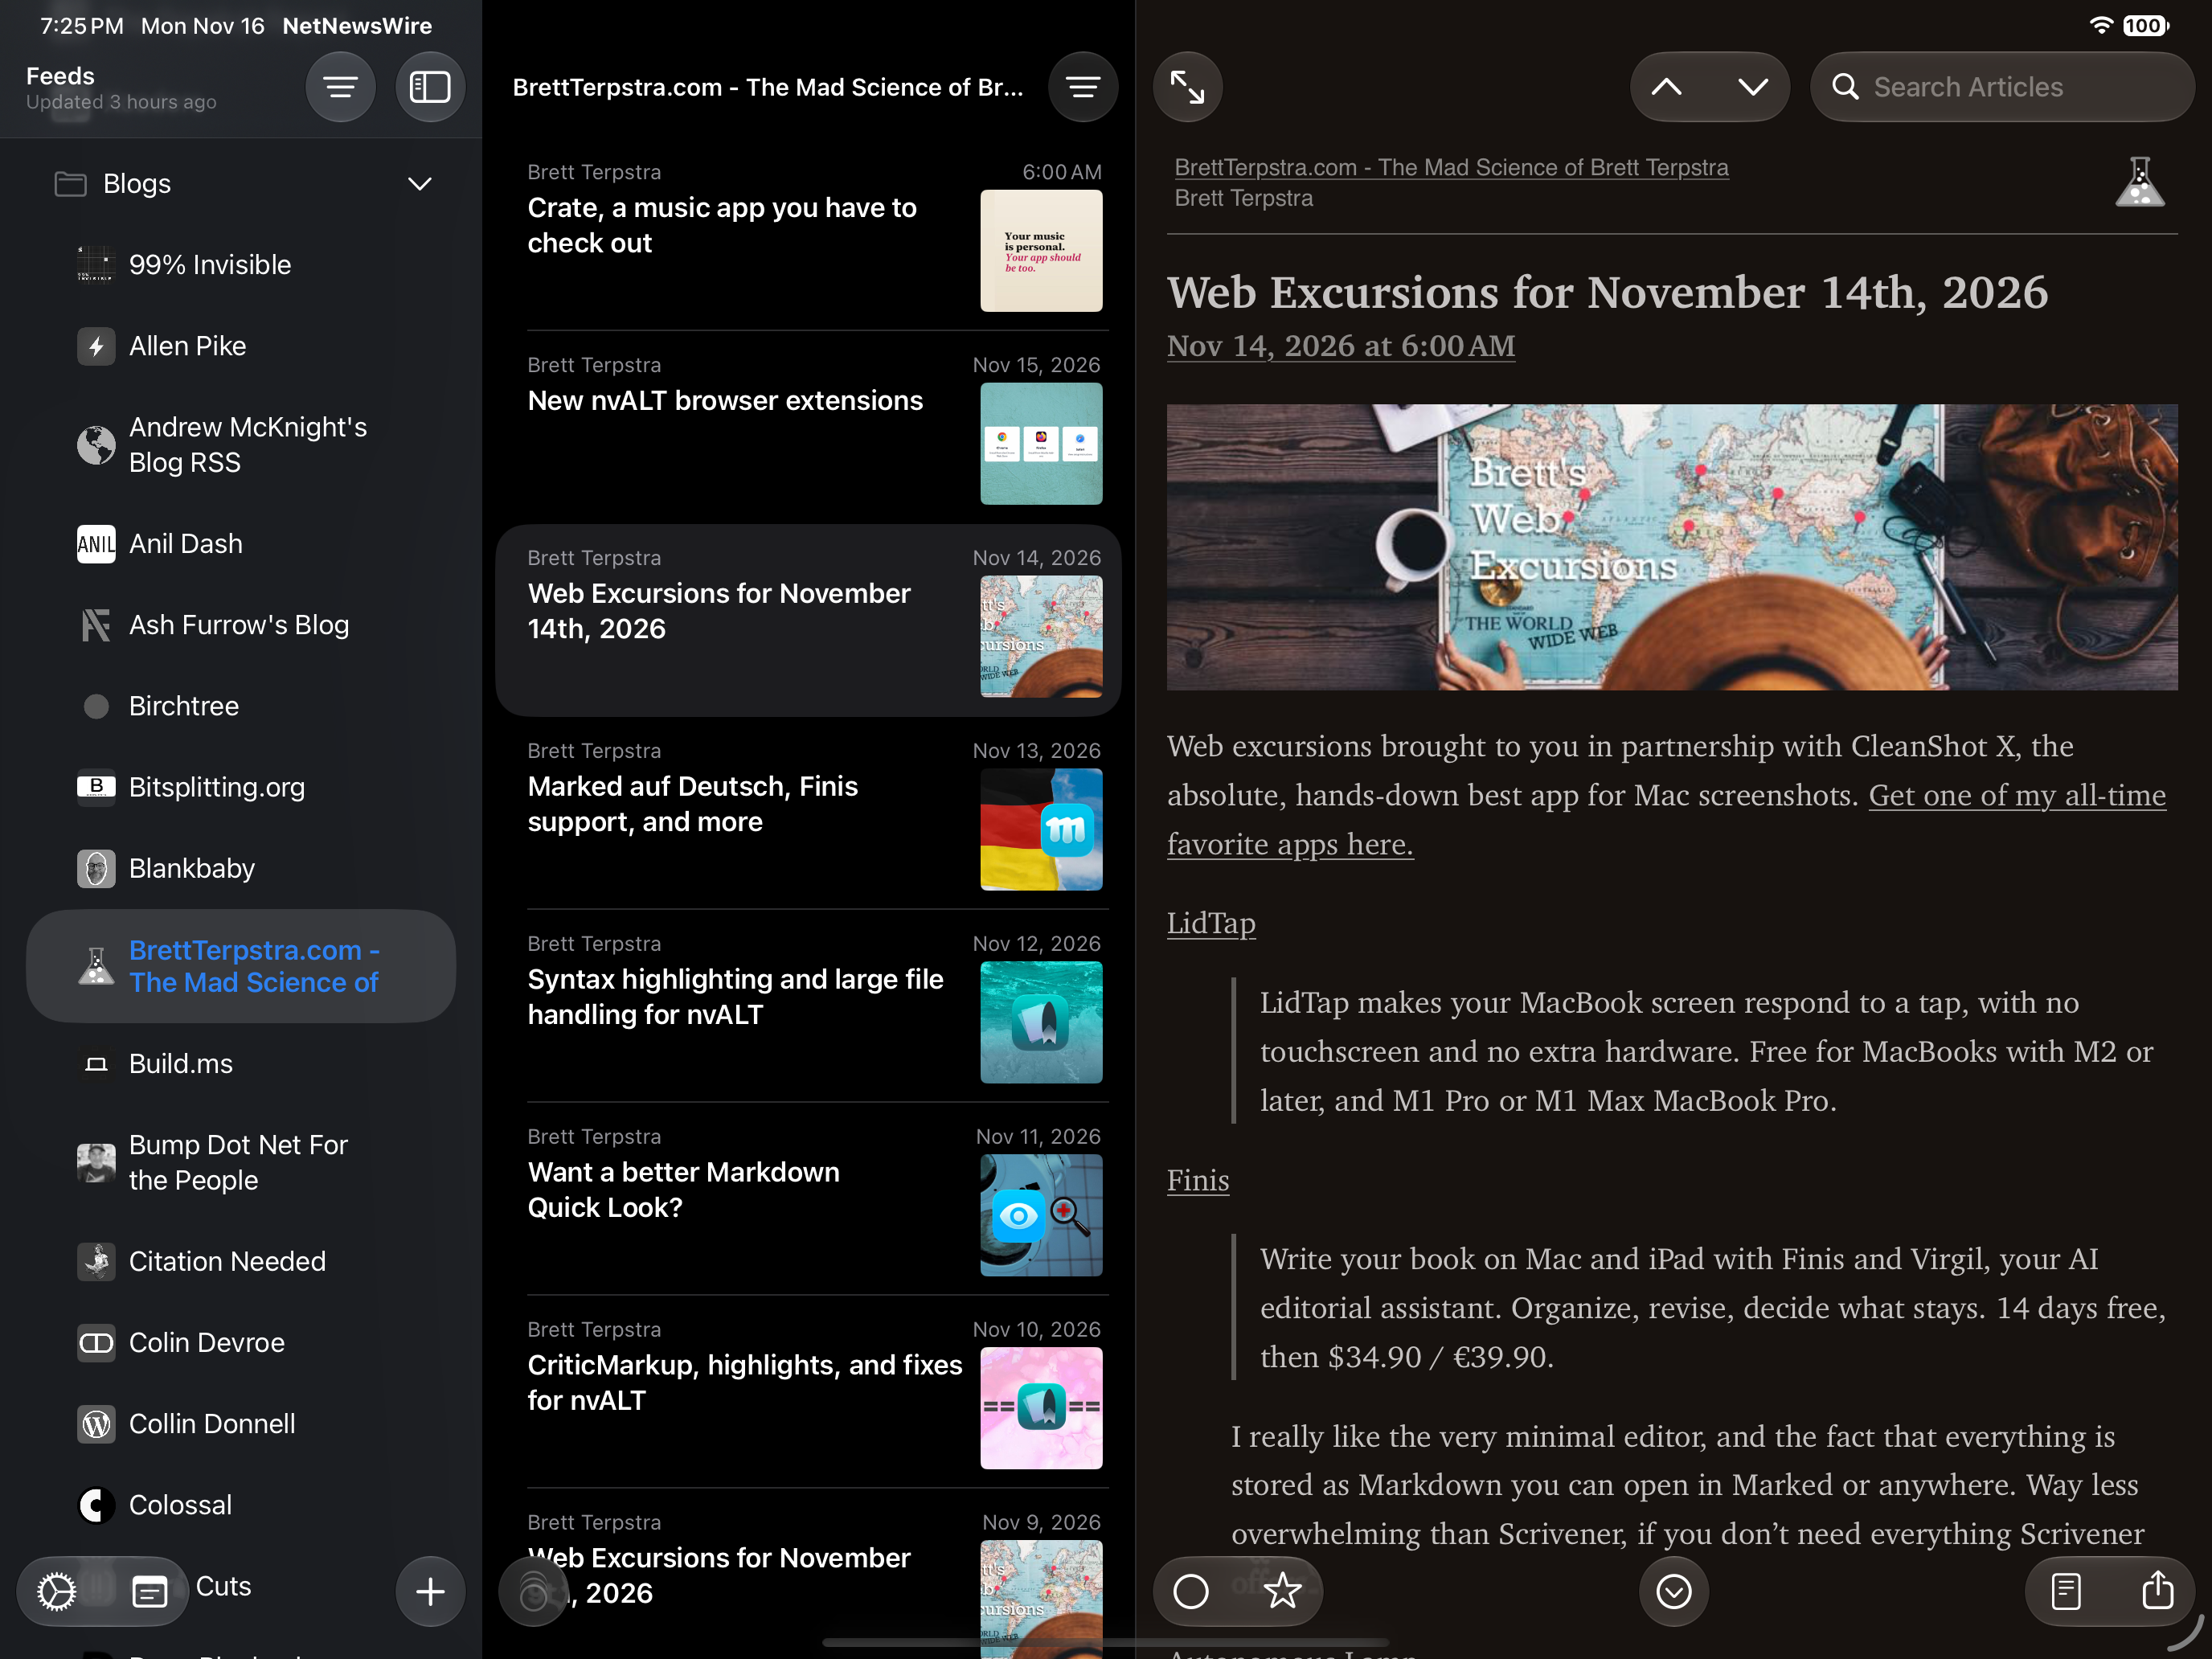 7:25 PM Mon Nov 16 NetNewsWire
100
Feeds
Updated 3 hours ago
Blogs
99% Invisible
Allen Pike
Andrew McKnight's
Blog RSS
ANIL
Anil Dash
Ash Furrow's Blog
Birchtree
B
Bitsplitting.org
Blankbaby
BrettTerpstra.com -
The Mad Science of
Build.ms
Bump Dot Net For
the People
Citation Needed
Colin Devroe
Collin Donnell
Colossal
Cuts
BrettTerpstra.com - The Mad Science of Br...
Brett Terpstra 6:00 AM
Crate, a music app you have to
check out
Your music
is personal.
Your app should
be too.
Brett Terpstra Nov 15, 2026
New nvALT browser extensions
Brett Terpstra Nov 14, 2026
Web Excursions for November
14th, 2026
Brett Terpstra Nov 13, 2026
Marked auf Deutsch, Finis
support, and more
Brett Terpstra Nov 12, 2026
Syntax highlighting and large file
handling for nvALT
Brett Terpstra Nov 11, 2026
Want a better Markdown
Quick Look?
Brett Terpstra Nov 10, 2026
CriticMarkup, highlights, and fixes
for nvALT
== ==
Brett Terpstra Nov 9, 2026
Web Excursions for November
, 2026
Search Articles
BrettTerpstra.com - The Mad Science of Brett Terpstra
Brett Terpstra
Web Excursions for November 14th, 2026
Nov 14, 2026 at 6:00 AM
Brett's
Web
Excursions
THE WORLD
WIDE WEB
Web excursions brought to you in partnership with CleanShot X, the
absolute, hands-down best app for Mac screenshots. Get one of my all-time
favorite apps here.
LidTap
LidTap makes your MacBook screen respond to a tap, with no
touchscreen and no extra hardware. Free for MacBooks with M2 or
later, and M1 Pro or M1 Max MacBook Pro.
Finis
Write your book on Mac and iPad with Finis and Virgil, your AI
editorial assistant. Organize, revise, decide what stays. 14 days free,
then $34.90 / €39.90.
I really like the very minimal editor, and the fact that everything is
stored as Markdown you can open in Marked or anywhere. Way less
overwhelming than Scrivener, if you don’t need everything Scrivener